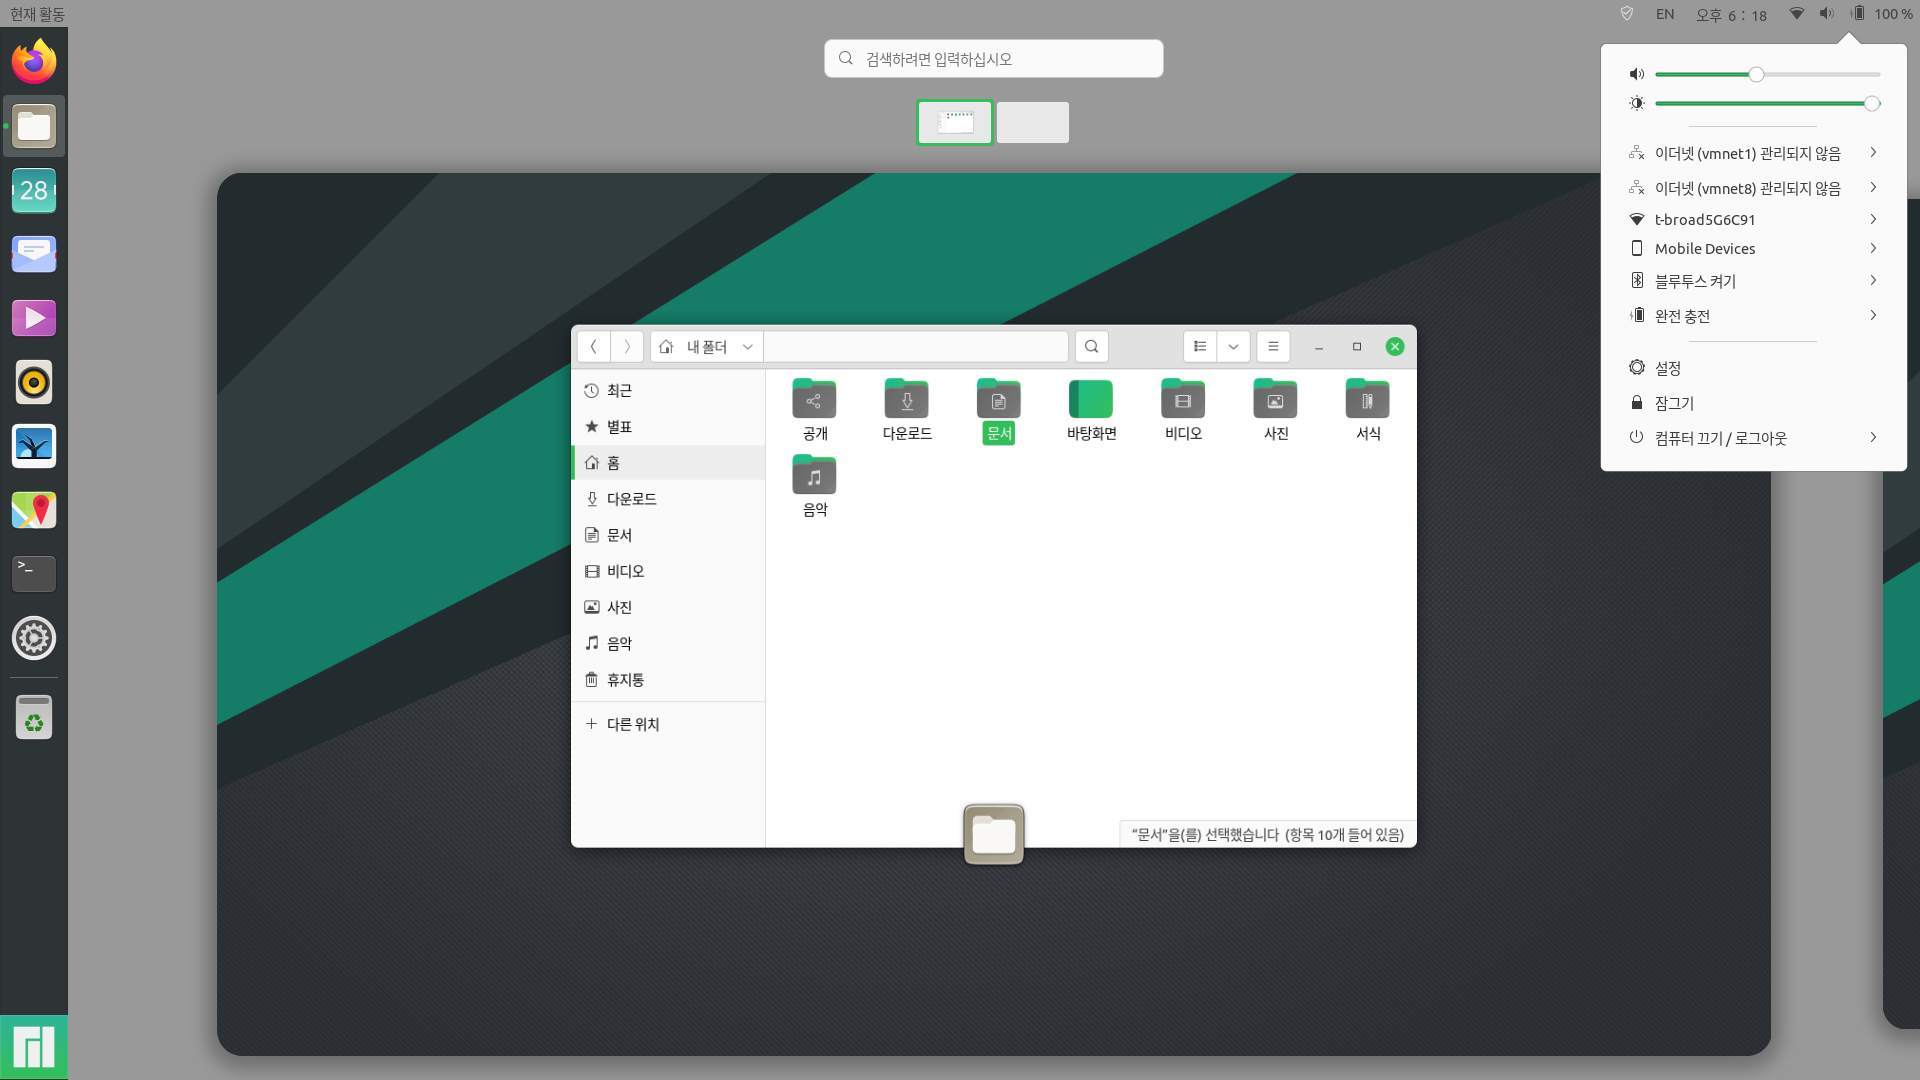 현재 활동
EN
오후 6 : 18
100 %
검색하려면 입력하십시오
이더넷 (vmnet1) 관리되지 않음
이더넷 (vmnet8) 관리되지 않음
t-broad5G6C91
Mobile Devices
블루투스 켜기
완전 충전
설정
잠그기
컴퓨터 끄기 / 로그아웃
28
>_
내 폴더
최근
별표
홈
다운로드
문서
비디오
사진
음악
휴지통
다른 위치
공개
다운로드
문서
바탕화면
비디오
사진
서식
음악
“문서”을(를) 선택했습니다 (항목 10개 들어 있음)